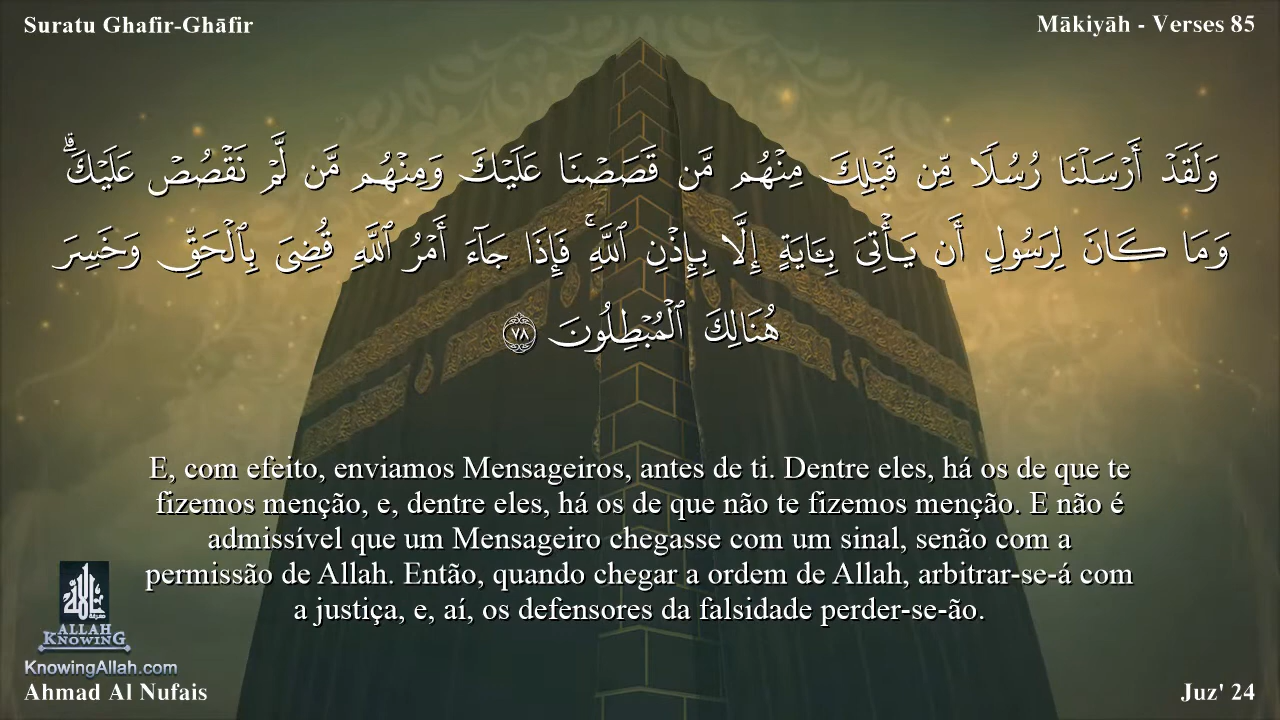 Suratu Ghafir-Ghāfir
Mākiyāh - Verses 85
وَلَقَدْ أَرْسَلْنَا رُسُلًا مِّن قَبْلِكَ مِنْهُم مَّن قَصَصْنَا عَلَيْكَ وَمِنْهُم مَّن لَّمْ نَقْصُصْ عَلَيْكَ ۗ
وَمَا كَانَ لِرَسُولٍ أَن يَأْتِىَ بِـَٔايَةٍ إِلَّا بِإِذْنِ ٱللَّهِ ۚ فَإِذَا جَآءَ أَمْرُ ٱللَّهِ قُضِىَ بِٱلْحَقِّ وَخَسِرَ
هُنَالِكَ ٱلْمُبْطِلُونَ ٧٨
E, com efeito, enviamos Mensageiros, antes de ti. Dentre eles, há os de que te
fizemos menção, e, dentre eles, há os de que não te fizemos menção. E não é
admissível que um Mensageiro chegasse com um sinal, senão com a
permissão de Allah. Então, quando chegar a ordem de Allah, arbitrar-se-á com
a justiça, e, aí, os defensores da falsidade perder-se-ão.
ALLAH
KNOWING
KnowingAllah.com
Ahmad Al Nufais
Juz' 24